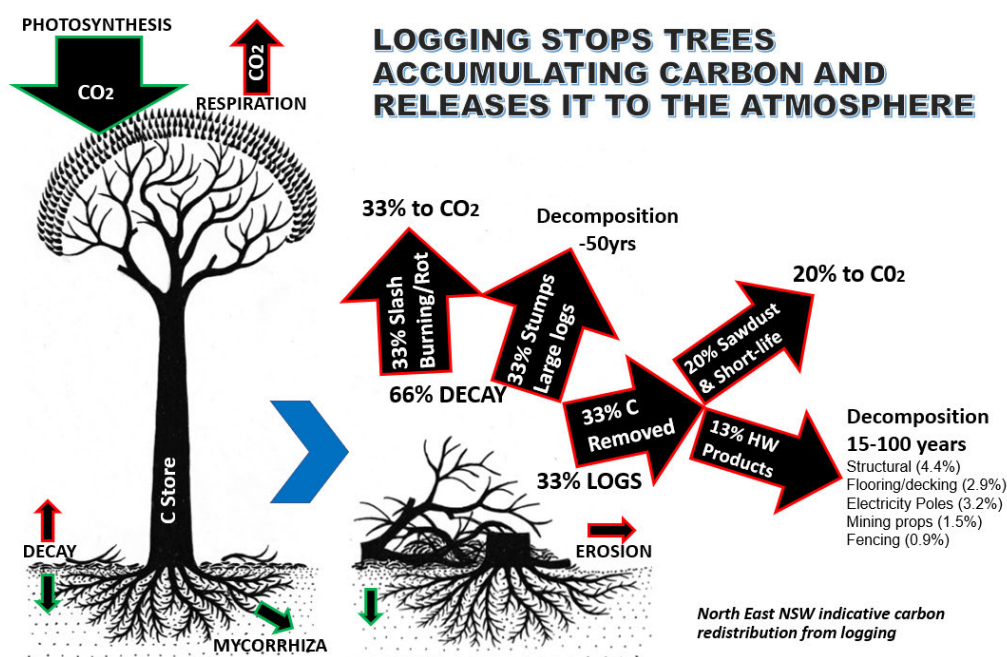 PHOTOSYNTHESIS
CO2
CO2
RESPIRATION
LOGGING STOPS TREES
ACCUMULATING CARBON AND
RELEASES IT TO THE ATMOSPHERE
C Store
DECAY
MYCORRHIZA
33% to CO2
33% Slash
Burning/Rot
66% DECAY
Decomposition
-50yrs
33% Stumps
Large logs
33% C
Removed
33% LOGS
20% to C02
20% Sawdust
& Short-life
13% HW
Products
Decomposition
15-100 years
Structural (4.4%)
Flooring/decking (2.9%)
Electricity Poles (3.2%)
Mining props (1.5%)
Fencing (0.9%)
EROSION
North East NSW indicative carbon
redistribution from logging